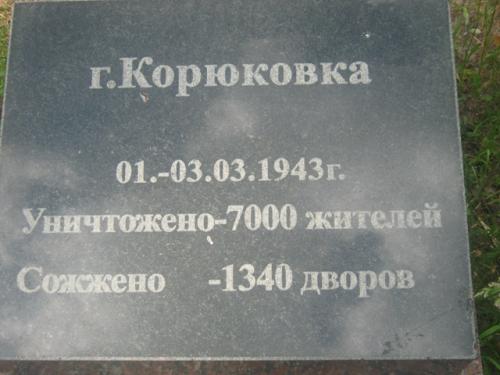 г.Корюковка
01.-03.03.1943г.
Уничтожено-7000 жителей
Сожжено -1340 дворов